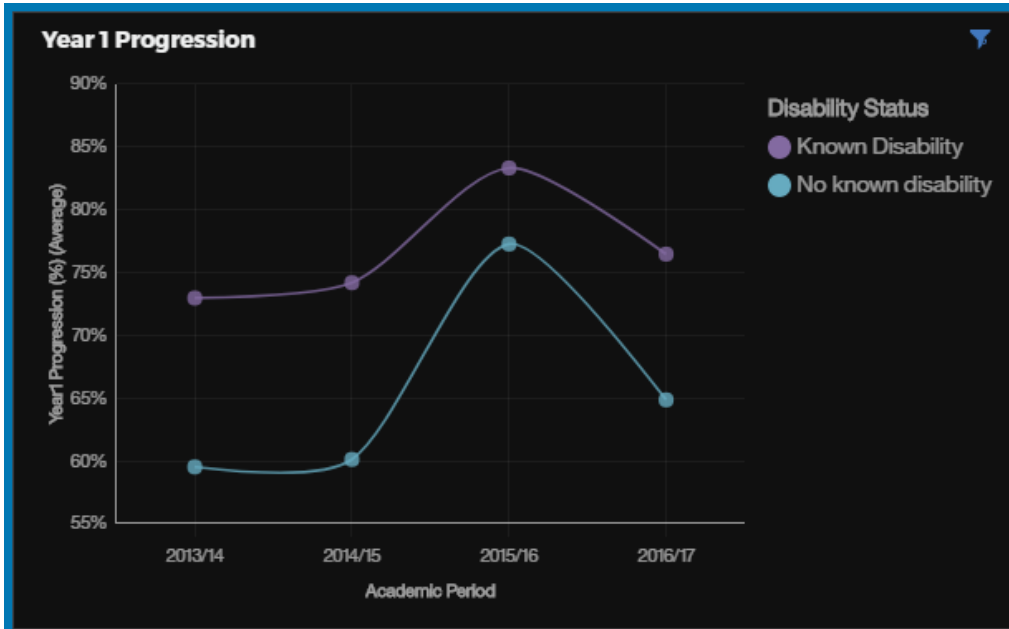 Year 1 Progression
90%
85%
80%
75%
70%
65%
60%
55%
Year1 Progression (%) (Average)
2013/14
2014/15
2015/16
2016/17
Academic Period
Disability Status
Known Disability
No known disability